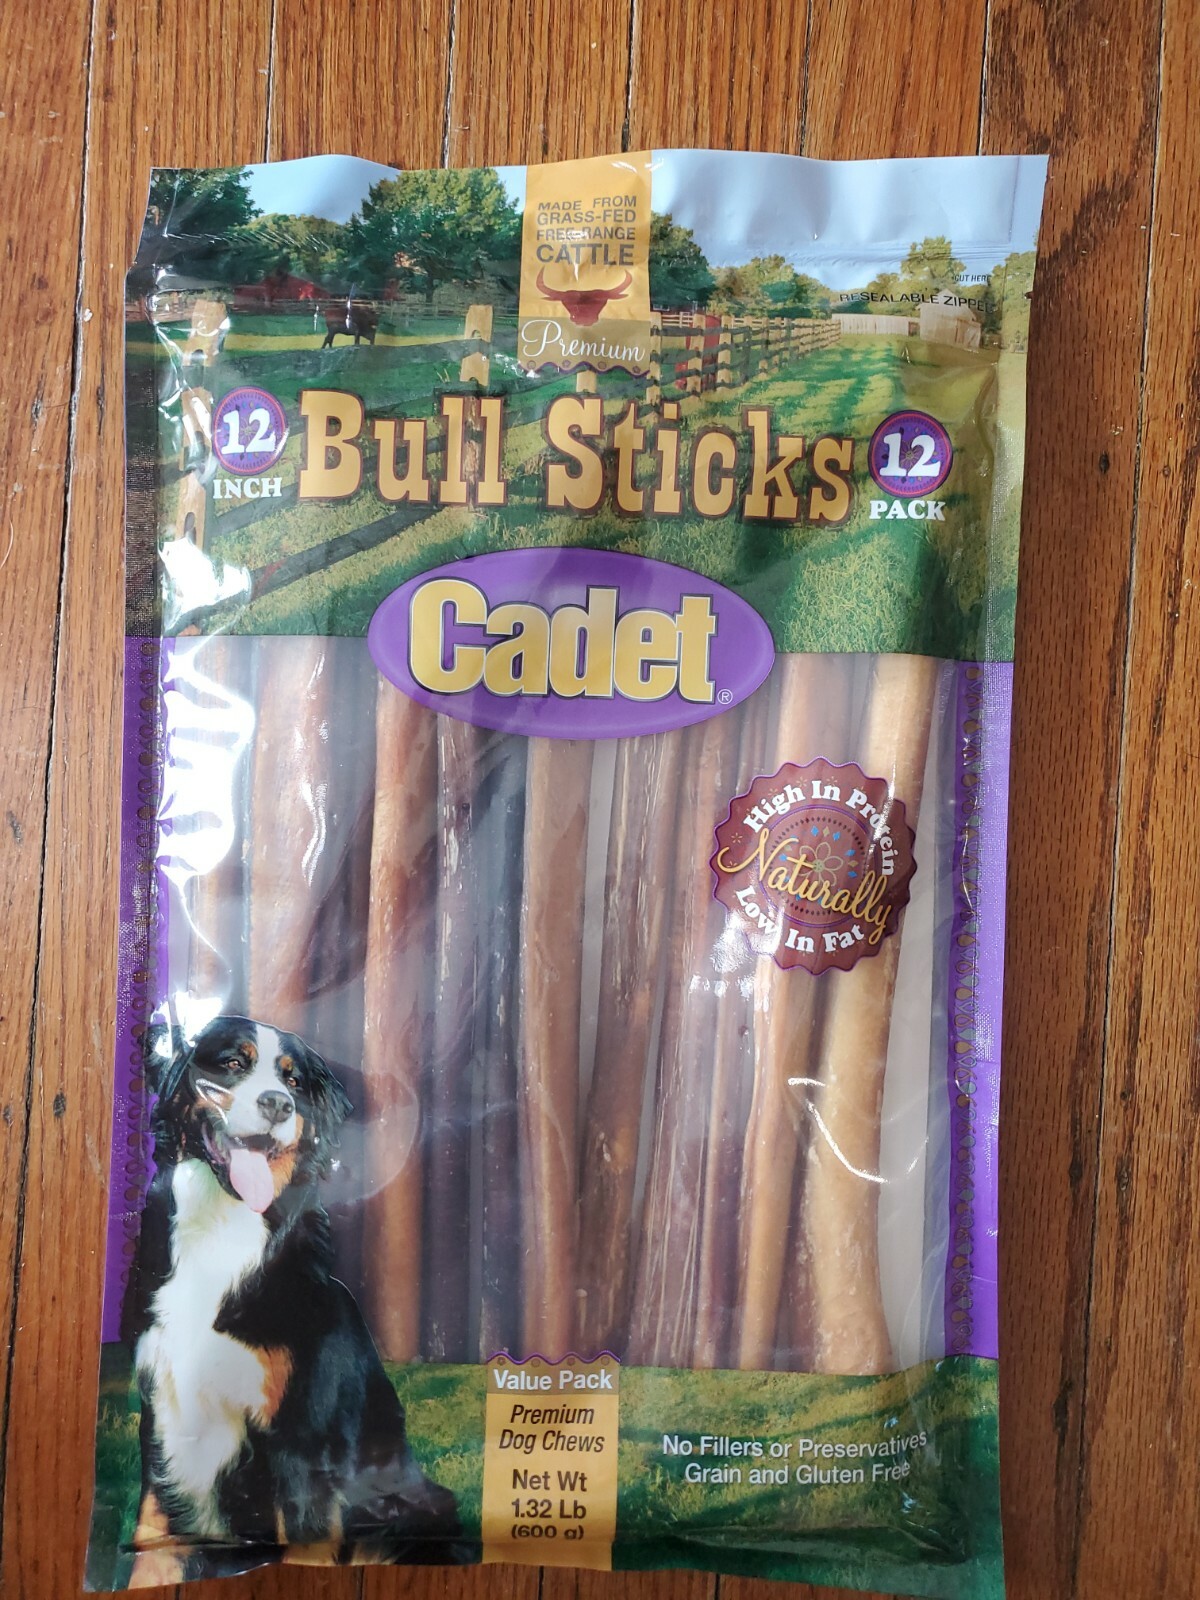 MADE FROM
GRASS-FED
FREE-RANGE
CATTLE
Premium
CUT HERE
RESEALABLE ZIPPER
12
INCH
Bull Sticks
12
PACK
Cadet®
High In Protein
Naturally
Low In Fat
Value Pack
Premium
Dog Chews
Net Wt
1.32 Lb
(600 g)
No Fillers or Preservatives
Grain and Gluten Free